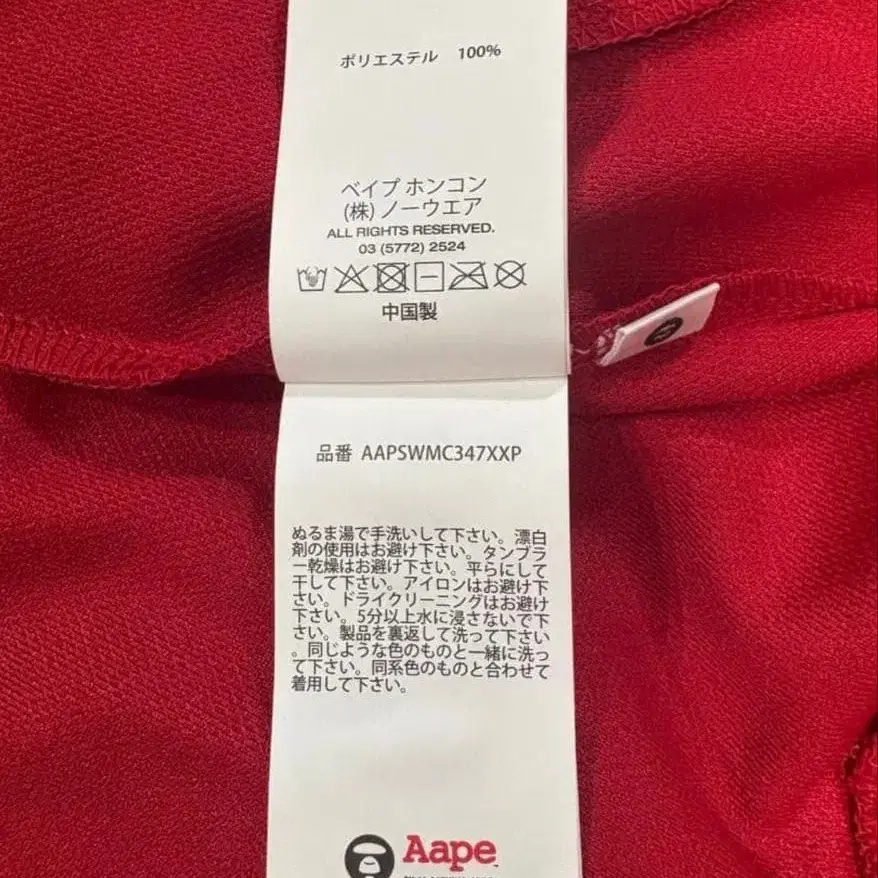 ポリエステル 100%
ベイプ ホンコン
(株) ノーウエア
ALL RIGHTS RESERVED.
03 (5772) 2524
中国製
品番 AAPSWMC347XXP
ぬるま湯で手洗いして下さい。漂白
剤の使用はお避け下さい。タンブラ
ー乾燥はお避け下さい。平らにして
干して下さい。アイロンはお避け下
さい。ドライクリーニングはお避け
下さい。5分以上水に浸さないで下
さい。製品を裏返して洗って下さい
。同じような色のものと一緒に洗っ
て下さい。同系色のものと合わせて
着用して下さい。
Aape